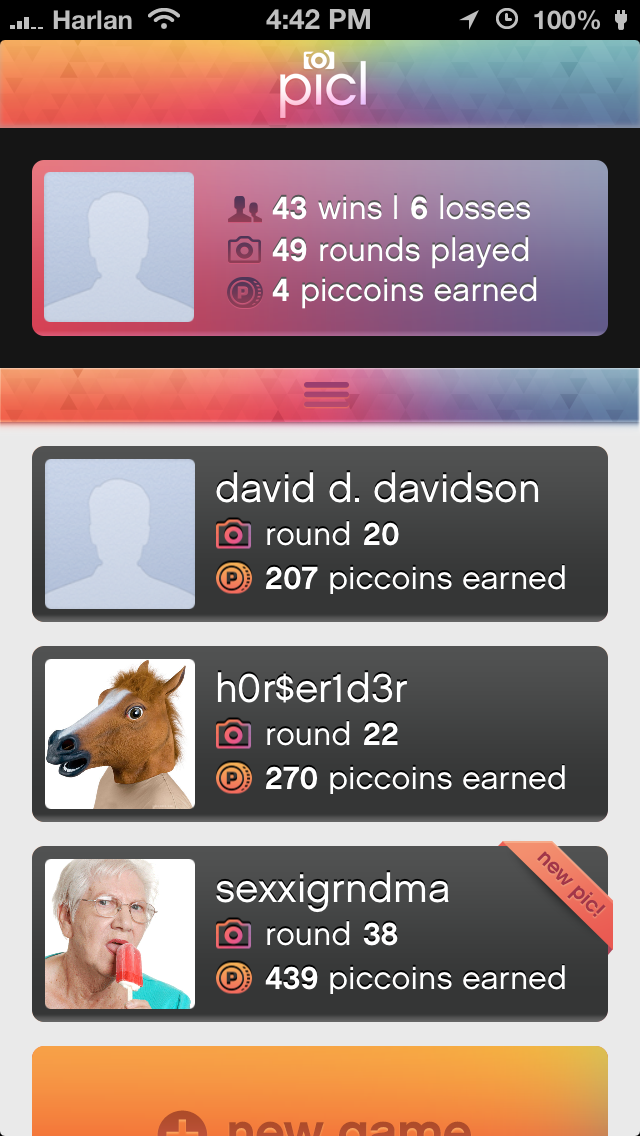 Harlan 4:42 PM 100%
picl
43 wins | 6 losses
49 rounds played
P 4 piccoins earned
david d. davidson
round 20
P 207 piccoins earned
h0r$er1d3r
round 22
P 270 piccoins earned
new pic!
sexxigrndma
round 38
P 439 piccoins earned
new game